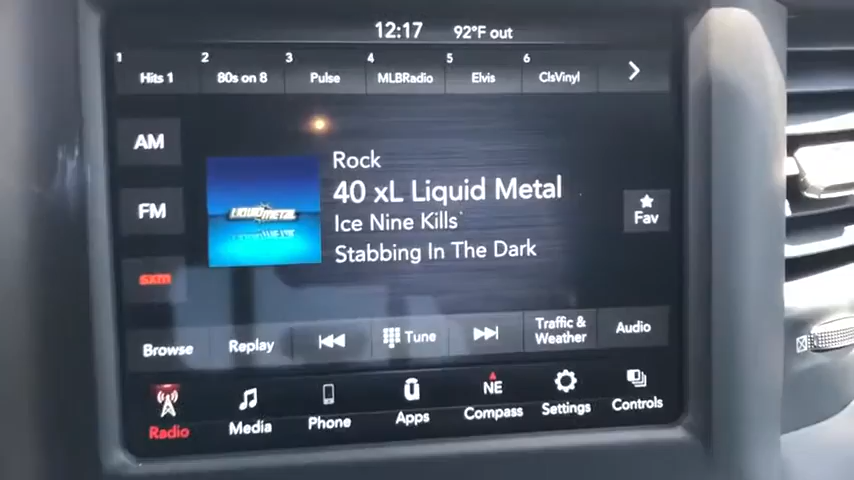 12:17 92°F out
1 2 3 4 5 6
Hits 1 80s on 8 Pulse MLBRadio Elvis ClsVinyl
AM
FM
sxm
LIQUID METAL
Rock
40 xL Liquid Metal
Ice Nine Kills
Stabbing In The Dark
Fav
Browse Replay Tune Traffic & Weather Audio
Radio Media Phone Apps NE Compass Settings Controls